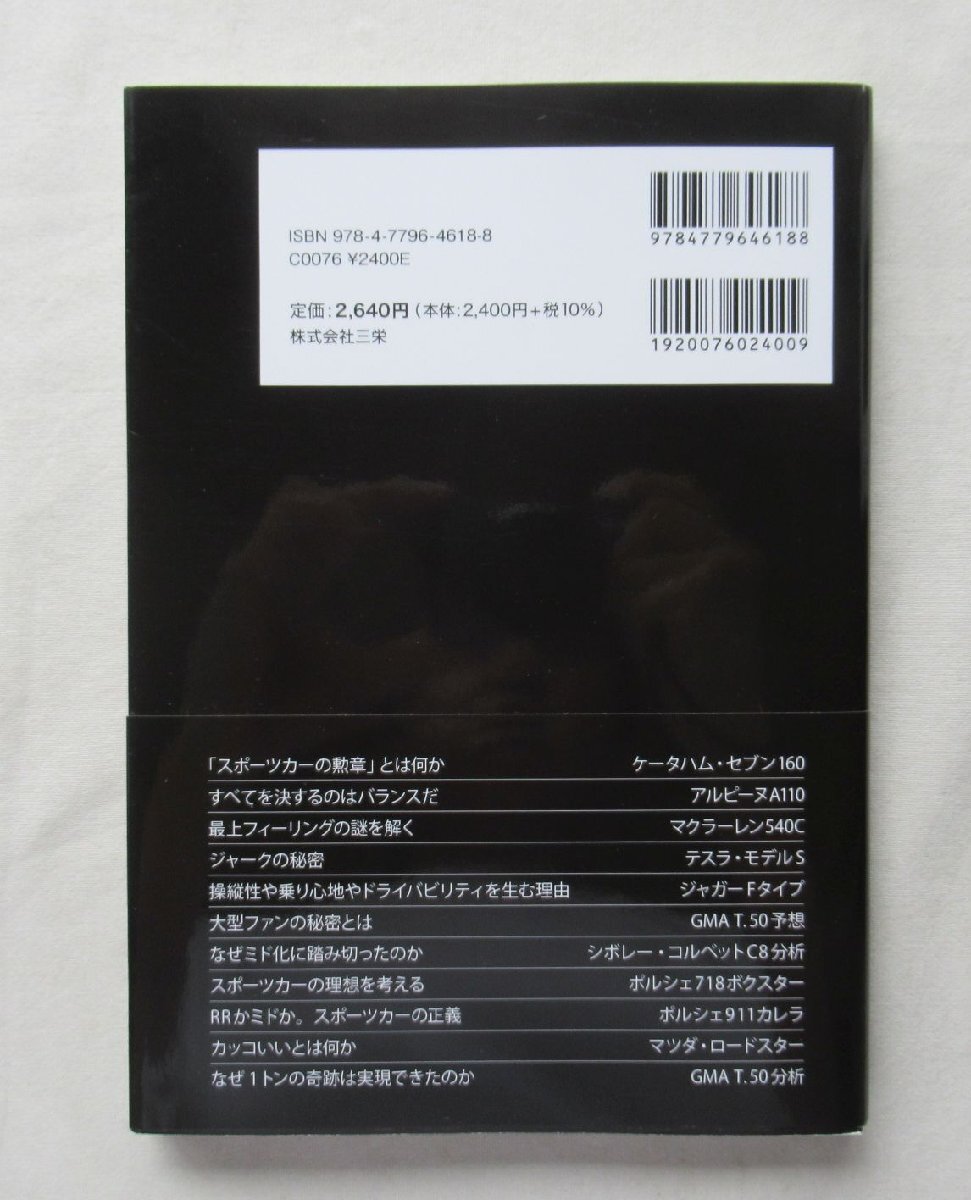 ISBN 978-4-7796-4618-8
C0076 ¥2400E
定価:2,640円(本体:2,400円+税10%)
株式会社三栄
9784779646188
1920076024009
「スポーツカーの勲章」とは何か ケータハム・セブン160
すべてを決するのはバランスだ アルピーヌA110
最上フィーリングの謎を解く マクラーレン540C
ジャークの秘密 テスラ・モデルS
操縦性や乗り心地やドライバビリティを生む理由 ジャガーFタイプ
大型ファンの秘密とは GMA T.50予想
なぜミド化に踏み切ったのか シボレー・コルベットC8分析
スポーツカーの理想を考える ポルシェ718ボクスター
RRかミドか。スポーツカーの正義 ポルシェ911カレラ
カッコいいとは何か マツダ・ロードスター
なぜ1トンの奇跡は実現できたのか GMA T.50分析